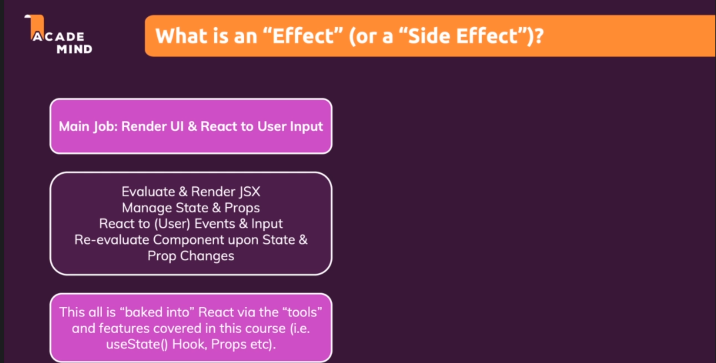 ACADE
MIND
What is an “Effect” (or a “Side Effect”)?
Main Job: Render UI & React to User Input
Evaluate & Render JSX
Manage State & Props
React to (User) Events & Input
Re-evaluate Component upon State &
Prop Changes
This all is “baked into” React via the “tools”
and features covered in this course (i.e.
useState() Hook, Props etc).